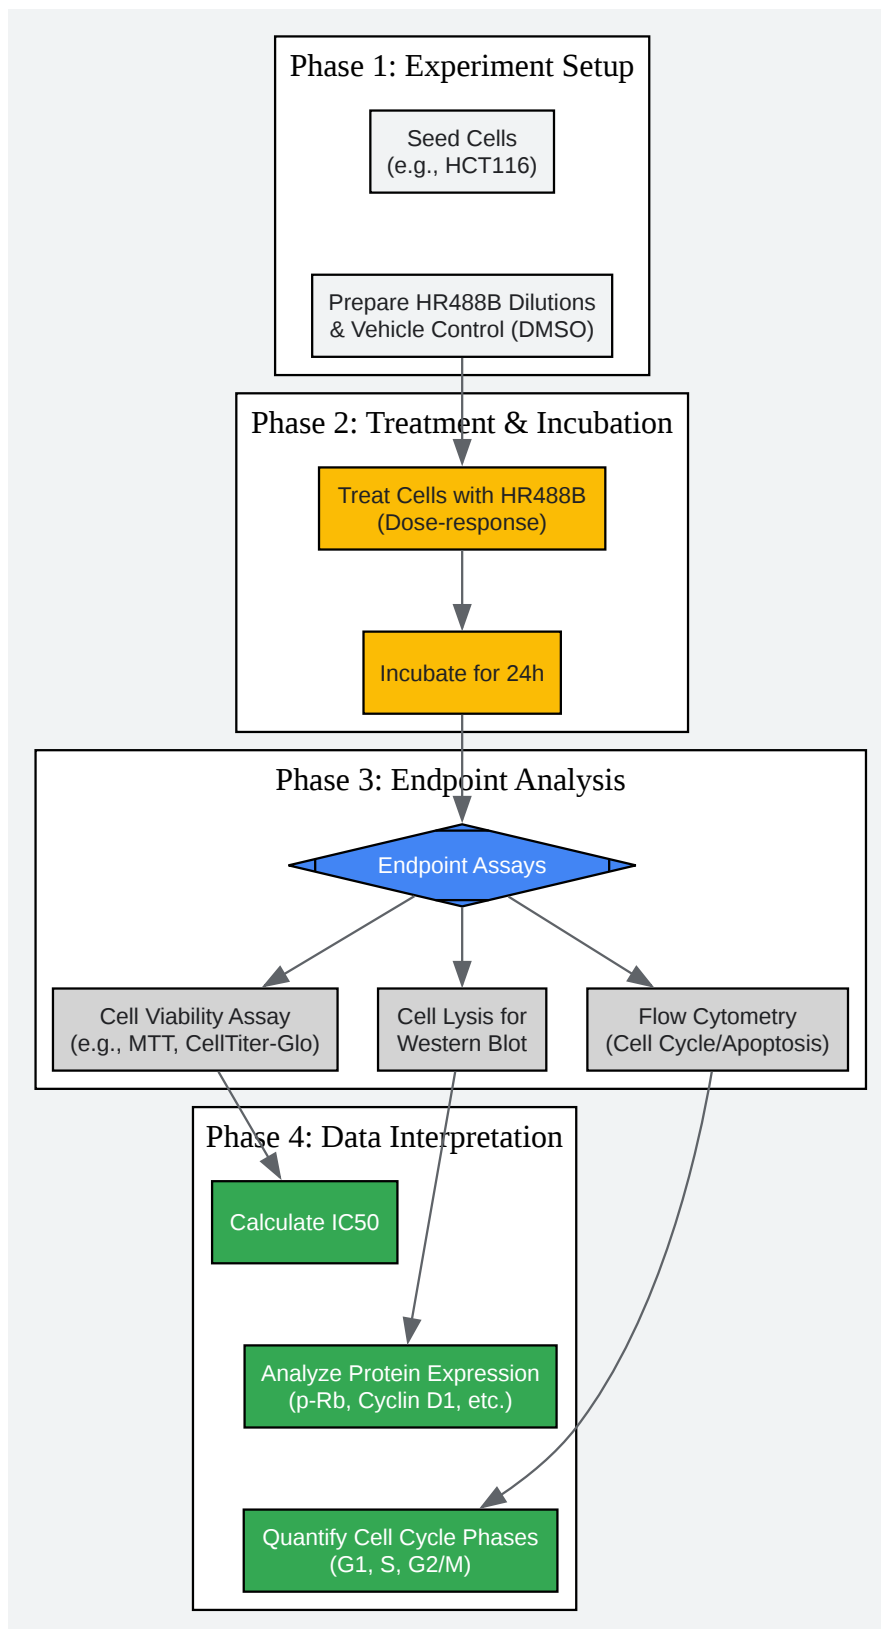 Phase 1: Experiment Setup
Seed Cells
(e.g., HCT116)
Prepare HR488B Dilutions
& Vehicle Control (DMSO)
Phase 2: Treatment & Incubation
Treat Cells with HR488B
(Dose-response)
Incubate for 24h
Phase 3: Endpoint Analysis
Endpoint Assays
Cell Viability Assay
(e.g., MTT, CellTiter-Glo)
Cell Lysis for
Western Blot
Flow Cytometry
(Cell Cycle/Apoptosis)
Phase 4: Data Interpretation
Calculate IC50
Analyze Protein Expression
(p-Rb, Cyclin D1, etc.)
Quantify Cell Cycle Phases
(G1, S, G2/M)